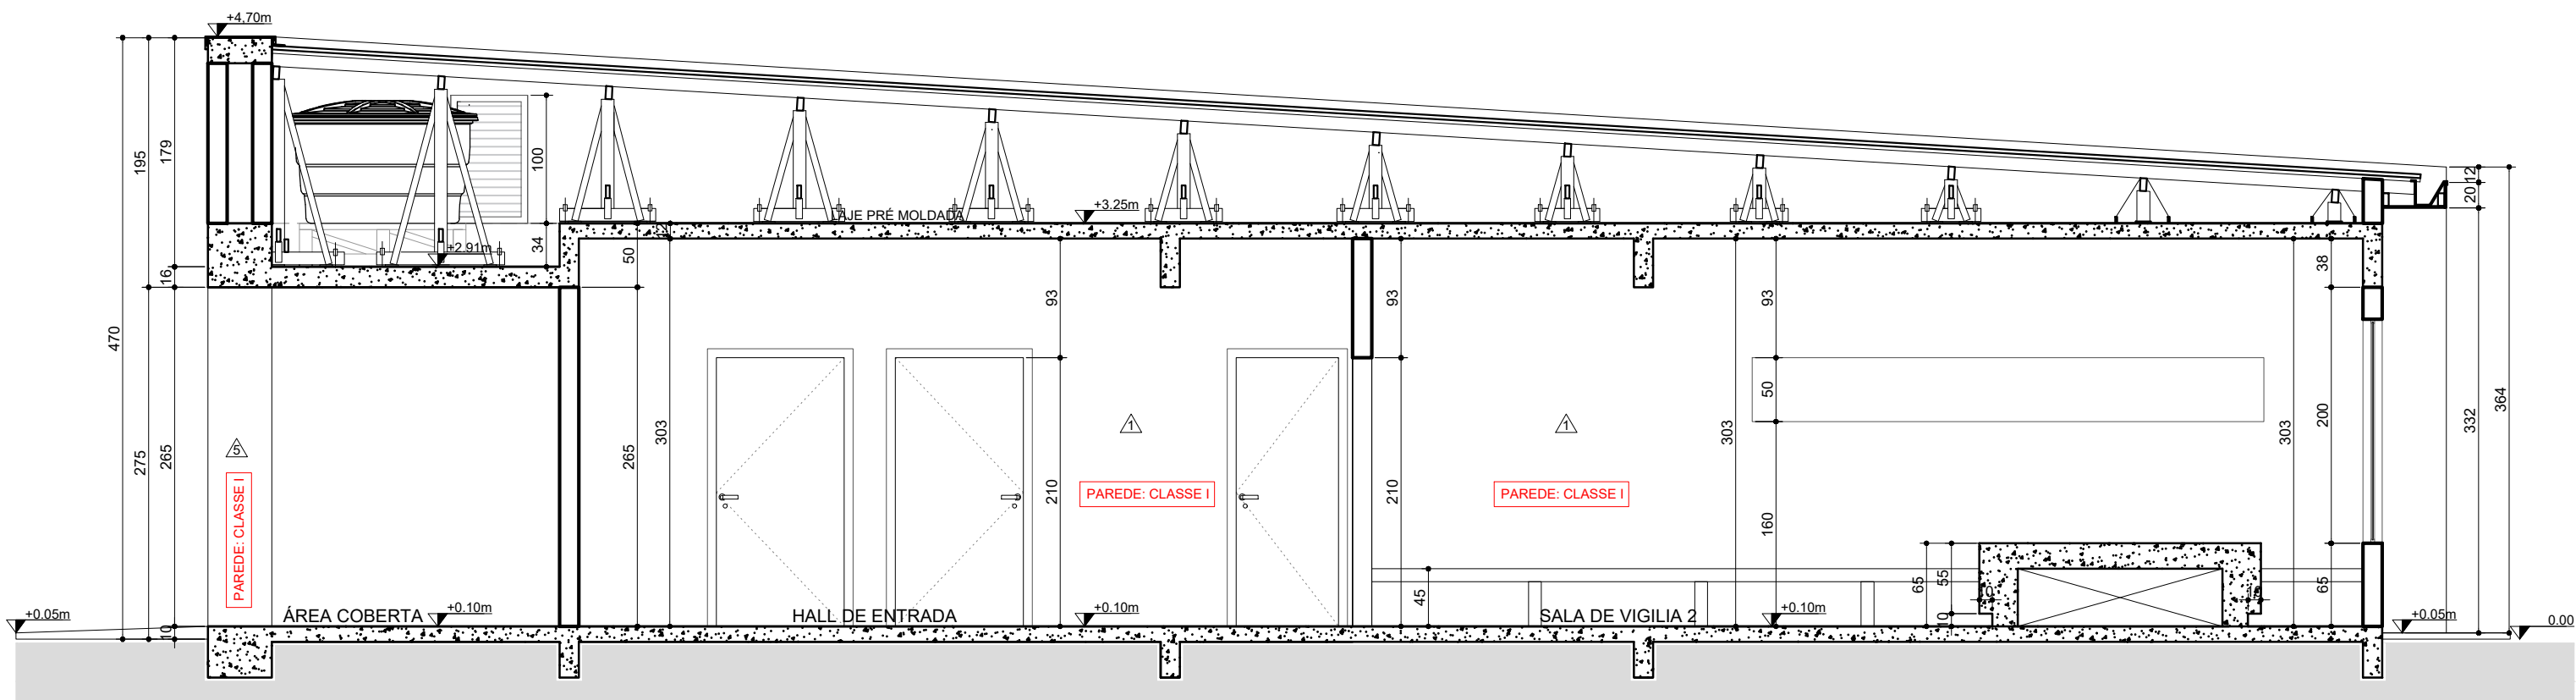 +4,70m
12
20
195
179
100
LAJE PRÉ MOLDADA
+3.25m
34
+2.91m
50
12
16
38
93
93
93
470
364
332
50
200
275
265
265
303
303
303
5
1
1
PAREDE: CLASSE I
PAREDE: CLASSE I
PAREDE: CLASSE I
210
210
160
65
55
65
45
10
10
+0.05m
ÁREA COBERTA
+0.10m
HALL DE ENTRADA
+0.10m
SALA DE VIGILIA 2
+0.10m
+0.05m
0.00